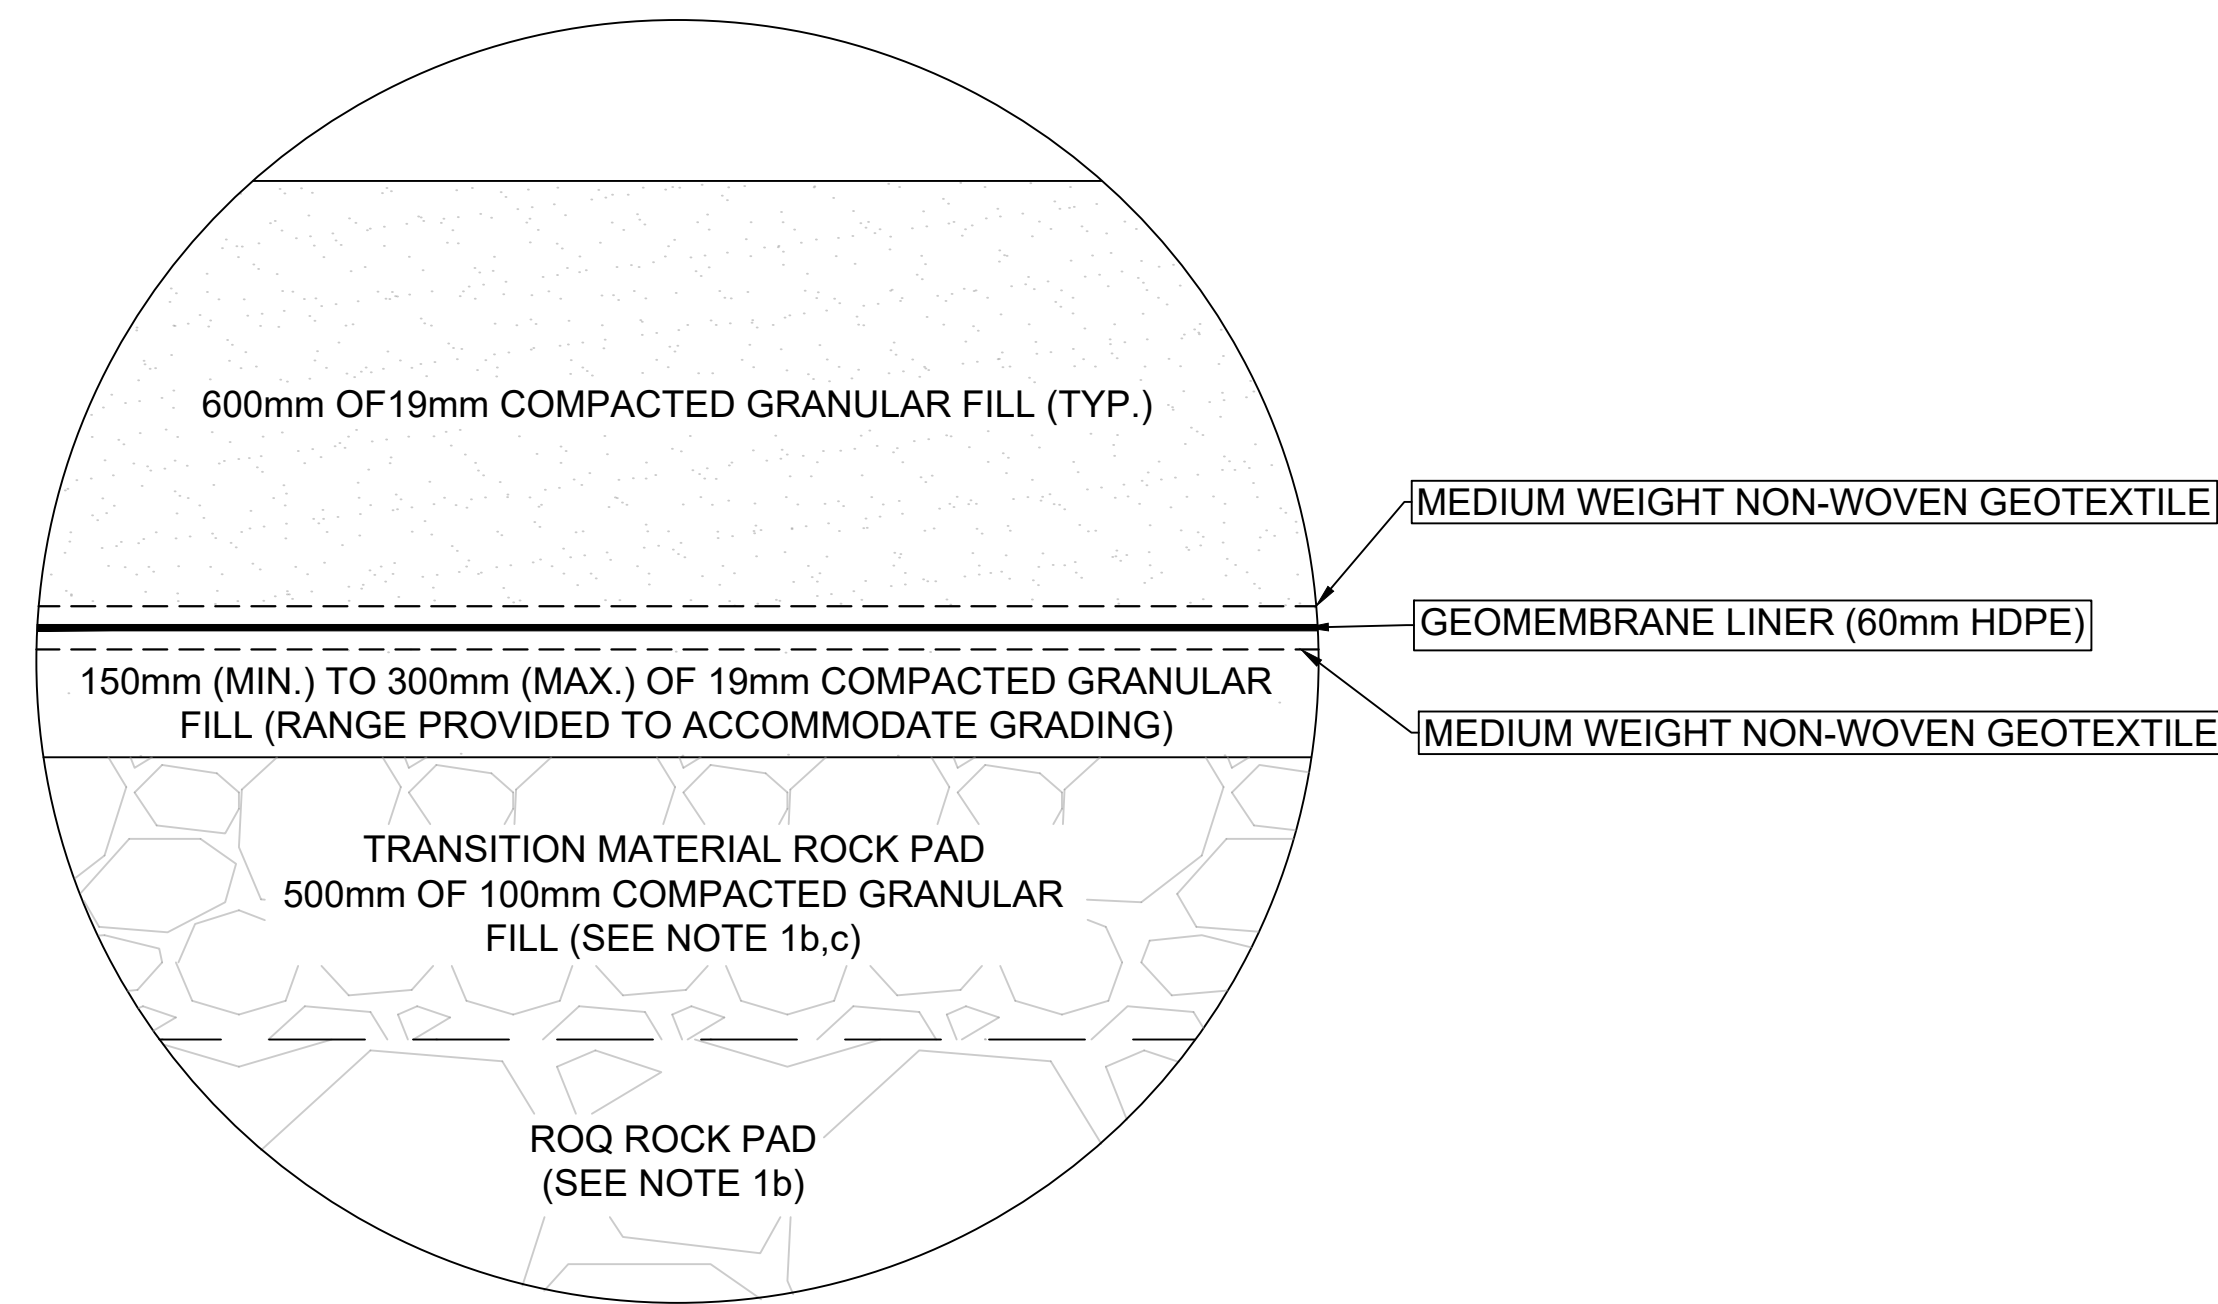 600mm OF19mm COMPACTED GRANULAR FILL (TYP.)
MEDIUM WEIGHT NON-WOVEN GEOTEXTILE
GEOMEMBRANE LINER (60mm HDPE)
MEDIUM WEIGHT NON-WOVEN GEOTEXTILE
150mm (MIN.) TO 300mm (MAX.) OF 19mm COMPACTED GRANULAR
FILL (RANGE PROVIDED TO ACCOMMODATE GRADING)
TRANSITION MATERIAL ROCK PAD
500mm OF 100mm COMPACTED GRANULAR
FILL (SEE NOTE 1b,c)
ROQ ROCK PAD
(SEE NOTE 1b)